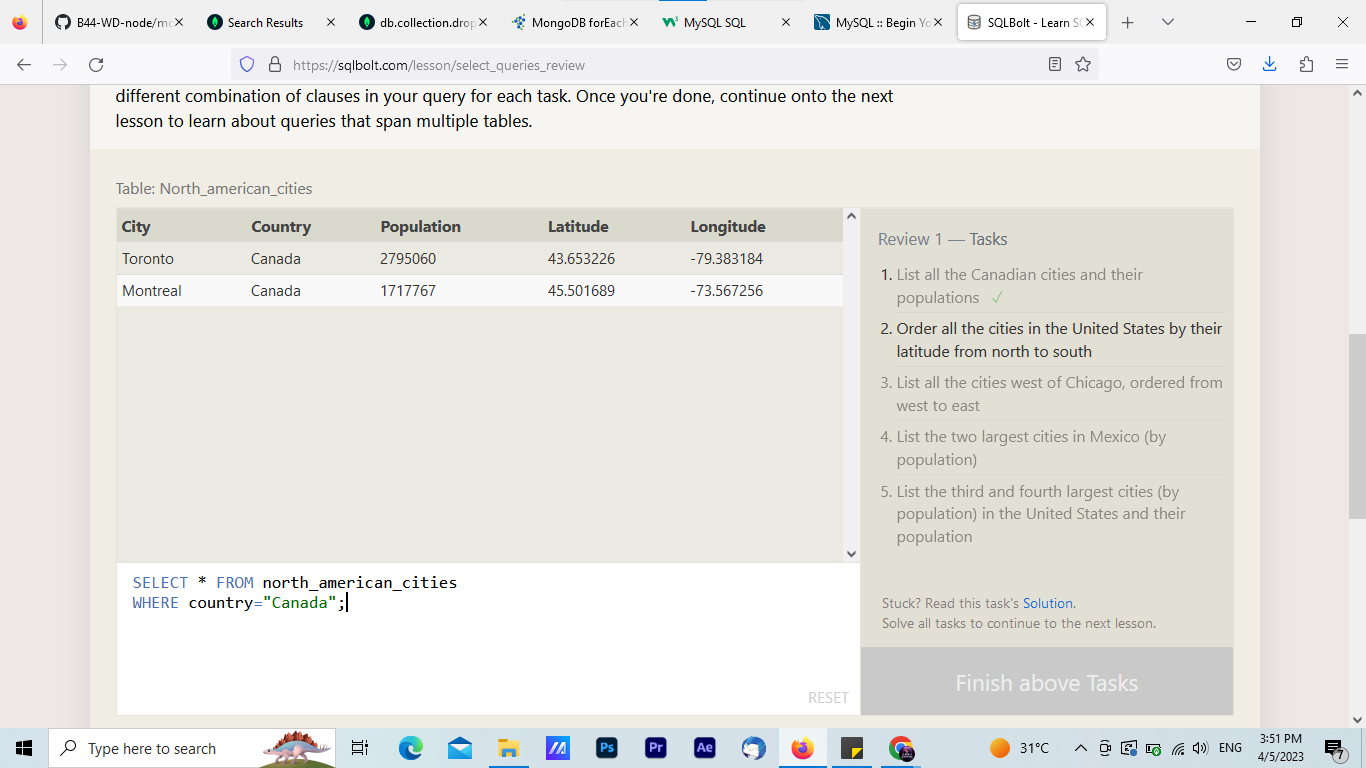 B44-WD-node/mo
Search Results
db.collection.drop
MongoDB forEach
MySQL SQL
MySQL :: Begin Yo
SQLBolt - Learn SQ
https://sqlbolt.com/lesson/select_queries_review
different combination of clauses in your query for each task. Once you're done, continue onto the next
lesson to learn about queries that span multiple tables.
Table: North_american_cities
City Country Population Latitude Longitude
Toronto Canada 2795060 43.653226 -79.383184
Montreal Canada 1717767 45.501689 -73.567256
Review 1 — Tasks
1. List all the Canadian cities and their
populations ✓
2. Order all the cities in the United States by their
latitude from north to south
3. List all the cities west of Chicago, ordered from
west to east
4. List the two largest cities in Mexico (by
population)
5. List the third and fourth largest cities (by
population) in the United States and their
population
Stuck? Read this task's Solution.
Solve all tasks to continue to the next lesson.
Finish above Tasks
SELECT * FROM north_american_cities
WHERE country="Canada";
RESET
Type here to search
Ps
Pr
Ae
31°C
ENG
3:51 PM
4/5/2023
7